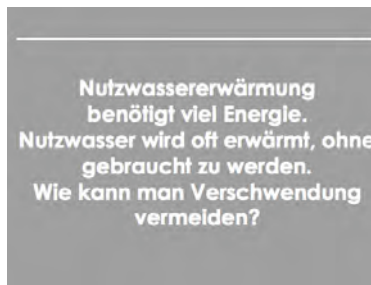 Nutzwassererwärmung
benötigt viel Energie.
Nutzwasser wird oft erwärmt, ohne
gebraucht zu werden.
Wie kann man Verschwendung
vermeiden?